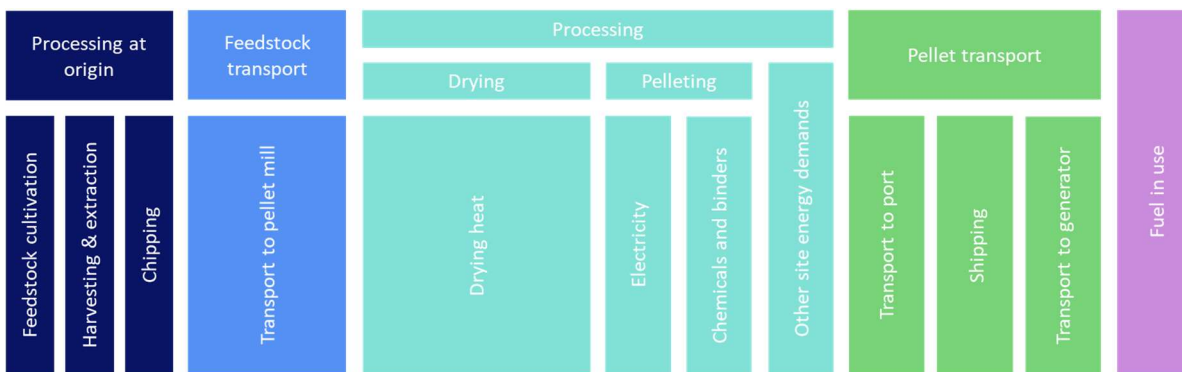 Processing at
origin
Feedstock
transport
Processing
Drying
Pelleting
Pellet transport
Feedstock cultivation
Harvesting & extraction
Chipping
Transport to pellet mill
Drying heat
Electricity
Chemicals and binders
Other site energy demands
Transport to port
Shipping
Transport to generator
Fuel in use